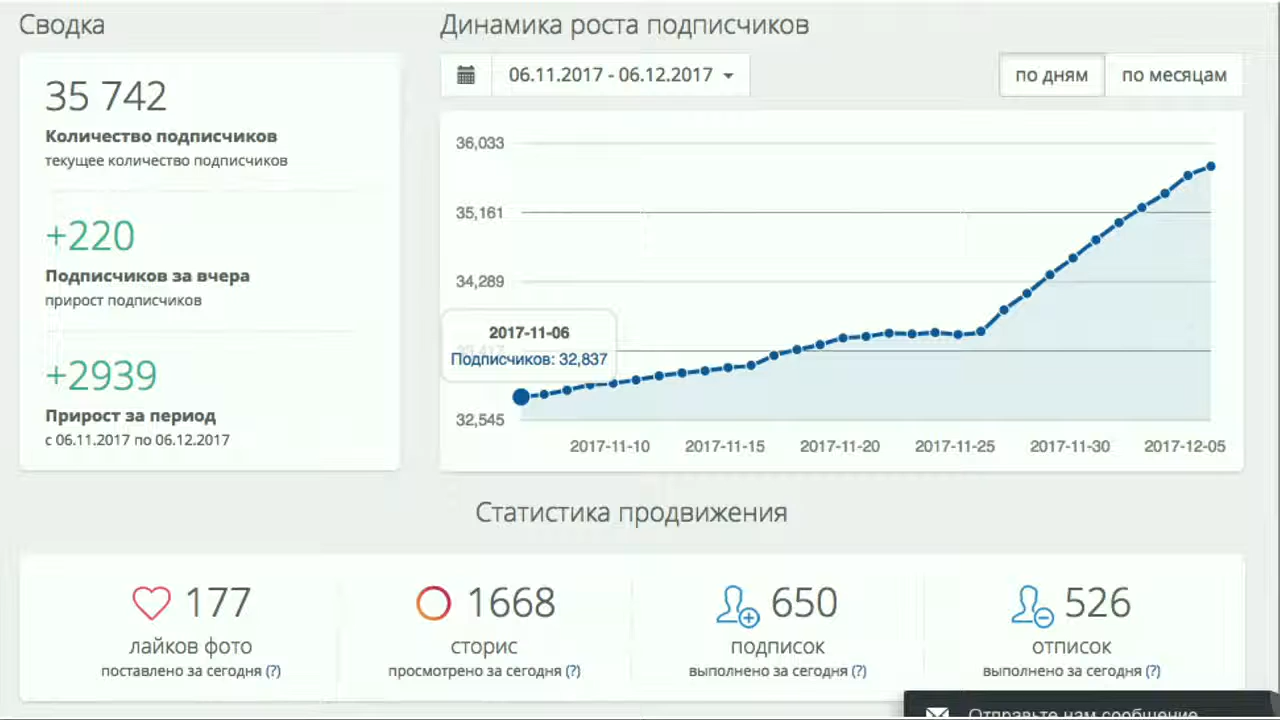 Сводка
35 742
Количество подписчиков
текущее количество подписчиков
+220
Подписчиков за вчера
прирост подписчиков
+2939
Прирост за период
с 06.11.2017 по 06.12.2017
Динамика роста подписчиков
06.11.2017 - 06.12.2017
по дням
по месяцам
36,033
35,161
34,289
2017-11-06
Подписчиков: 32,837
32,545
2017-11-10 2017-11-15 2017-11-20 2017-11-25 2017-11-30 2017-12-05
Статистика продвижения
177
лайков фото
поставлено за сегодня (?)
1668
сторис
просмотрено за сегодня (?)
650
подписок
выполнено за сегодня (?)
526
отписок
выполнено за сегодня (?)
Отправьте нам сообщение